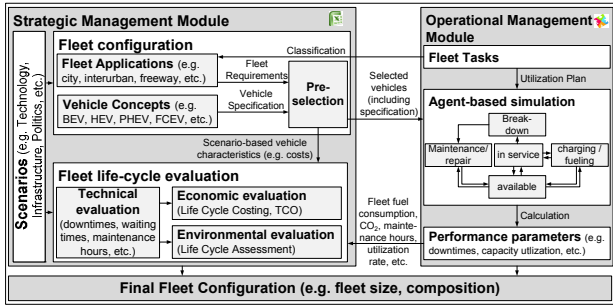 Strategic Management Module
Operational Management
Module
Scenarios (e.g. Technology,
Infrastructure, Politics, etc.)
Fleet configuration
Fleet Applications (e.g.
city, interurban, freeway, etc.)
Vehicle Concepts (e.g.
BEV, HEV, PHEV, FCEV, etc.)
Fleet
Requirements
Vehicle
Specification
Pre-
selection
Classification
Selected
vehicles
(including
specification)
Scenario-based vehicle
characteristics (e.g. costs)
Fleet life-cycle evaluation
Technical
evaluation
(downtimes, waiting
times, maintenance
hours, etc.)
Economic evaluation
(Life Cycle Costing, TCO)
Environmental evaluation
(Life Cycle Assessment)
Fleet fuel
consumption,
CO2, mainte-
nance hours,
utilization
rate, etc.
Fleet Tasks
Utilization Plan
Agent-based simulation
Break-
down
Maintenance/
repair
in service
charging /
fueling
available
Calculation
Performance parameters (e.g.
downtimes, capacity utlization, etc.)
Final Fleet Configuration (e.g. fleet size, composition)